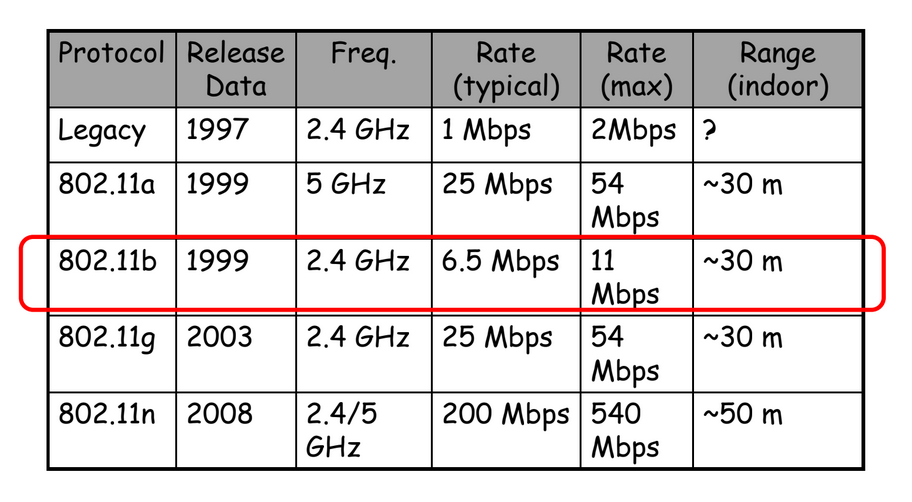 Protocol Release Data Freq. Rate (typical) Rate (max) Range (indoor)
Legacy 1997 2.4 GHz 1 Mbps 2Mbps ?
802.11a 1999 5 GHz 25 Mbps 54 Mbps ~30 m
802.11b 1999 2.4 GHz 6.5 Mbps 11 Mbps ~30 m
802.11g 2003 2.4 GHz 25 Mbps 54 Mbps ~30 m
802.11n 2008 2.4/5 GHz 200 Mbps 540 Mbps ~50 m